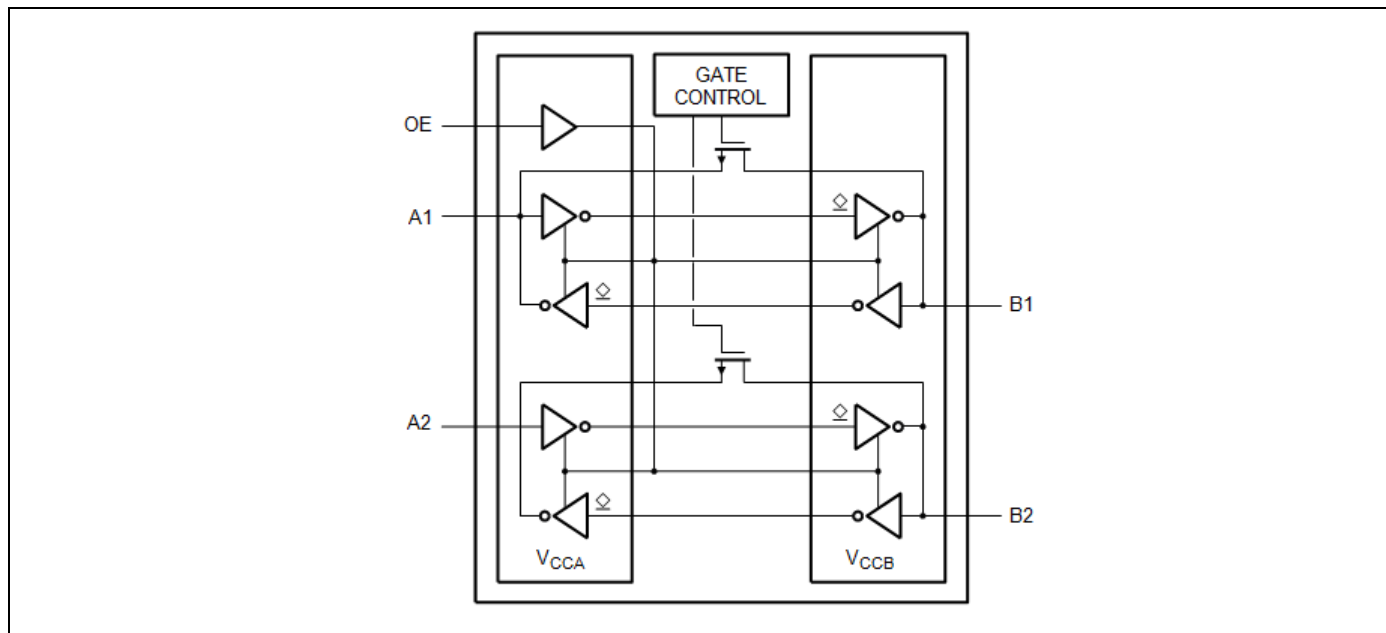 GATE
CONTROL
OE
A1
B1
A2
B2
VCCA
VCCB